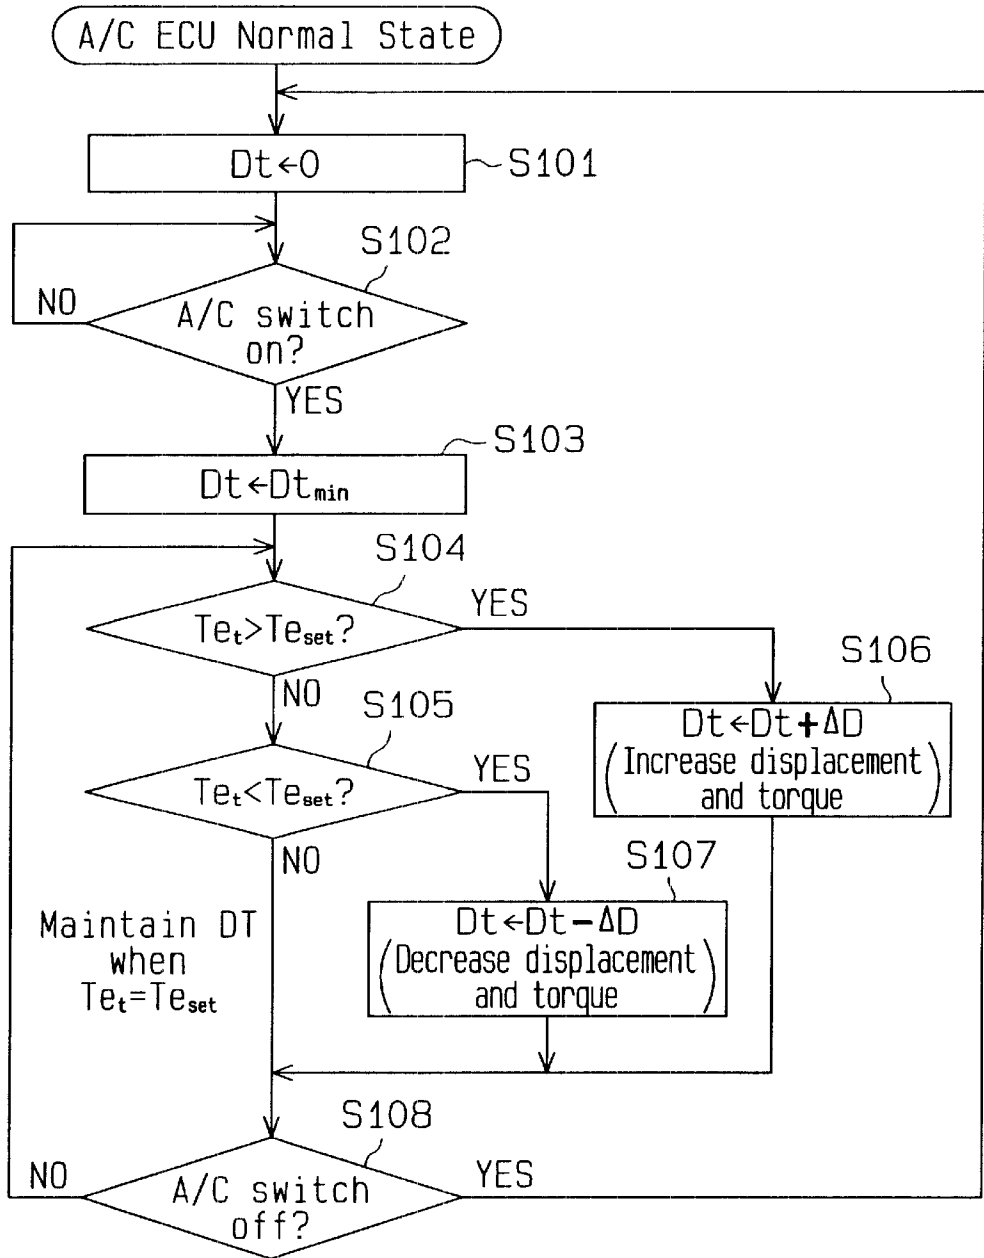 A/C ECU Normal State
Dt←0
S101
S102
NO
A/C switch
on?
YES
S103
Dt←Dtmin
S104
Tet>Teset?
YES
NO
S106
Dt←Dt+ΔD
(Increase displacement
and torque)
S105
Tet<Teset?
YES
NO
S107
Dt←Dt−ΔD
(Decrease displacement
and torque)
Maintain DT
when
Tet=Teset
S108
NO
A/C switch
off?
YES